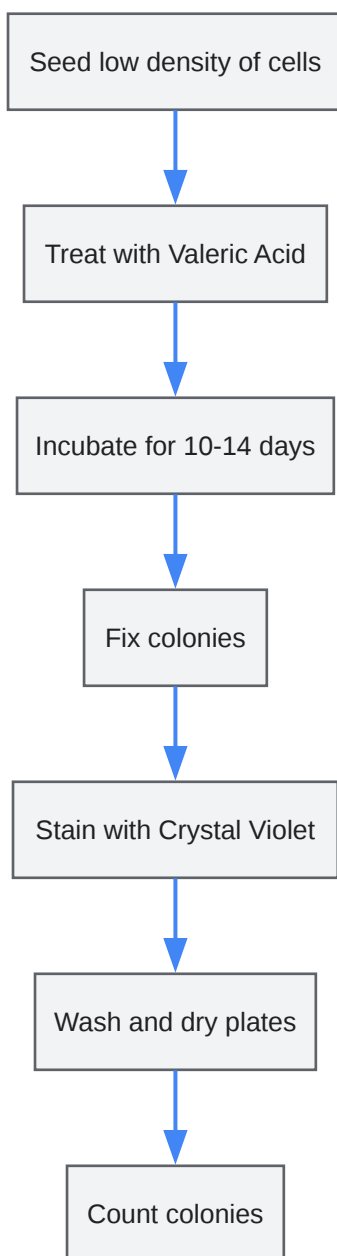 Seed low density of cells
Treat with Valeric Acid
Incubate for 10-14 days
Fix colonies
Stain with Crystal Violet
Wash and dry plates
Count colonies